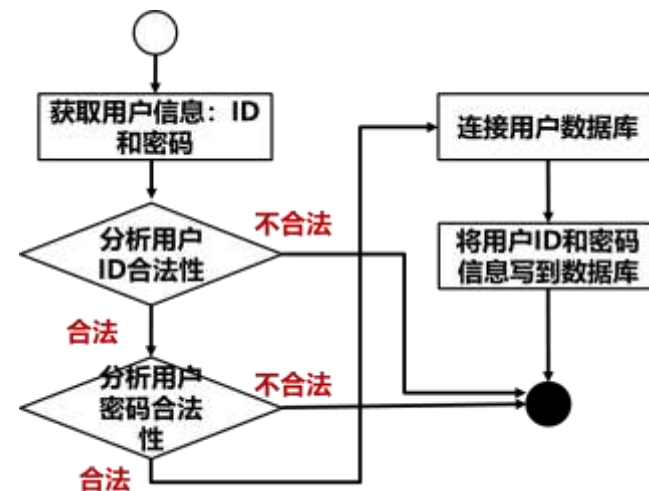 获取用户信息：ID
和密码
分析用户
ID合法性
不合法
合法
分析用户
密码合法
性
不合法
合法
连接用户数据库
将用户ID和密码
信息写到数据库